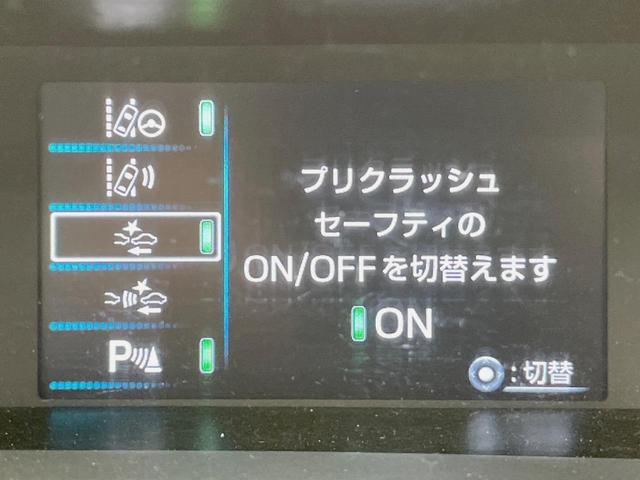 プリクラッシュ
セーフティの
ON/OFFを切替えます
ON
P
:切替